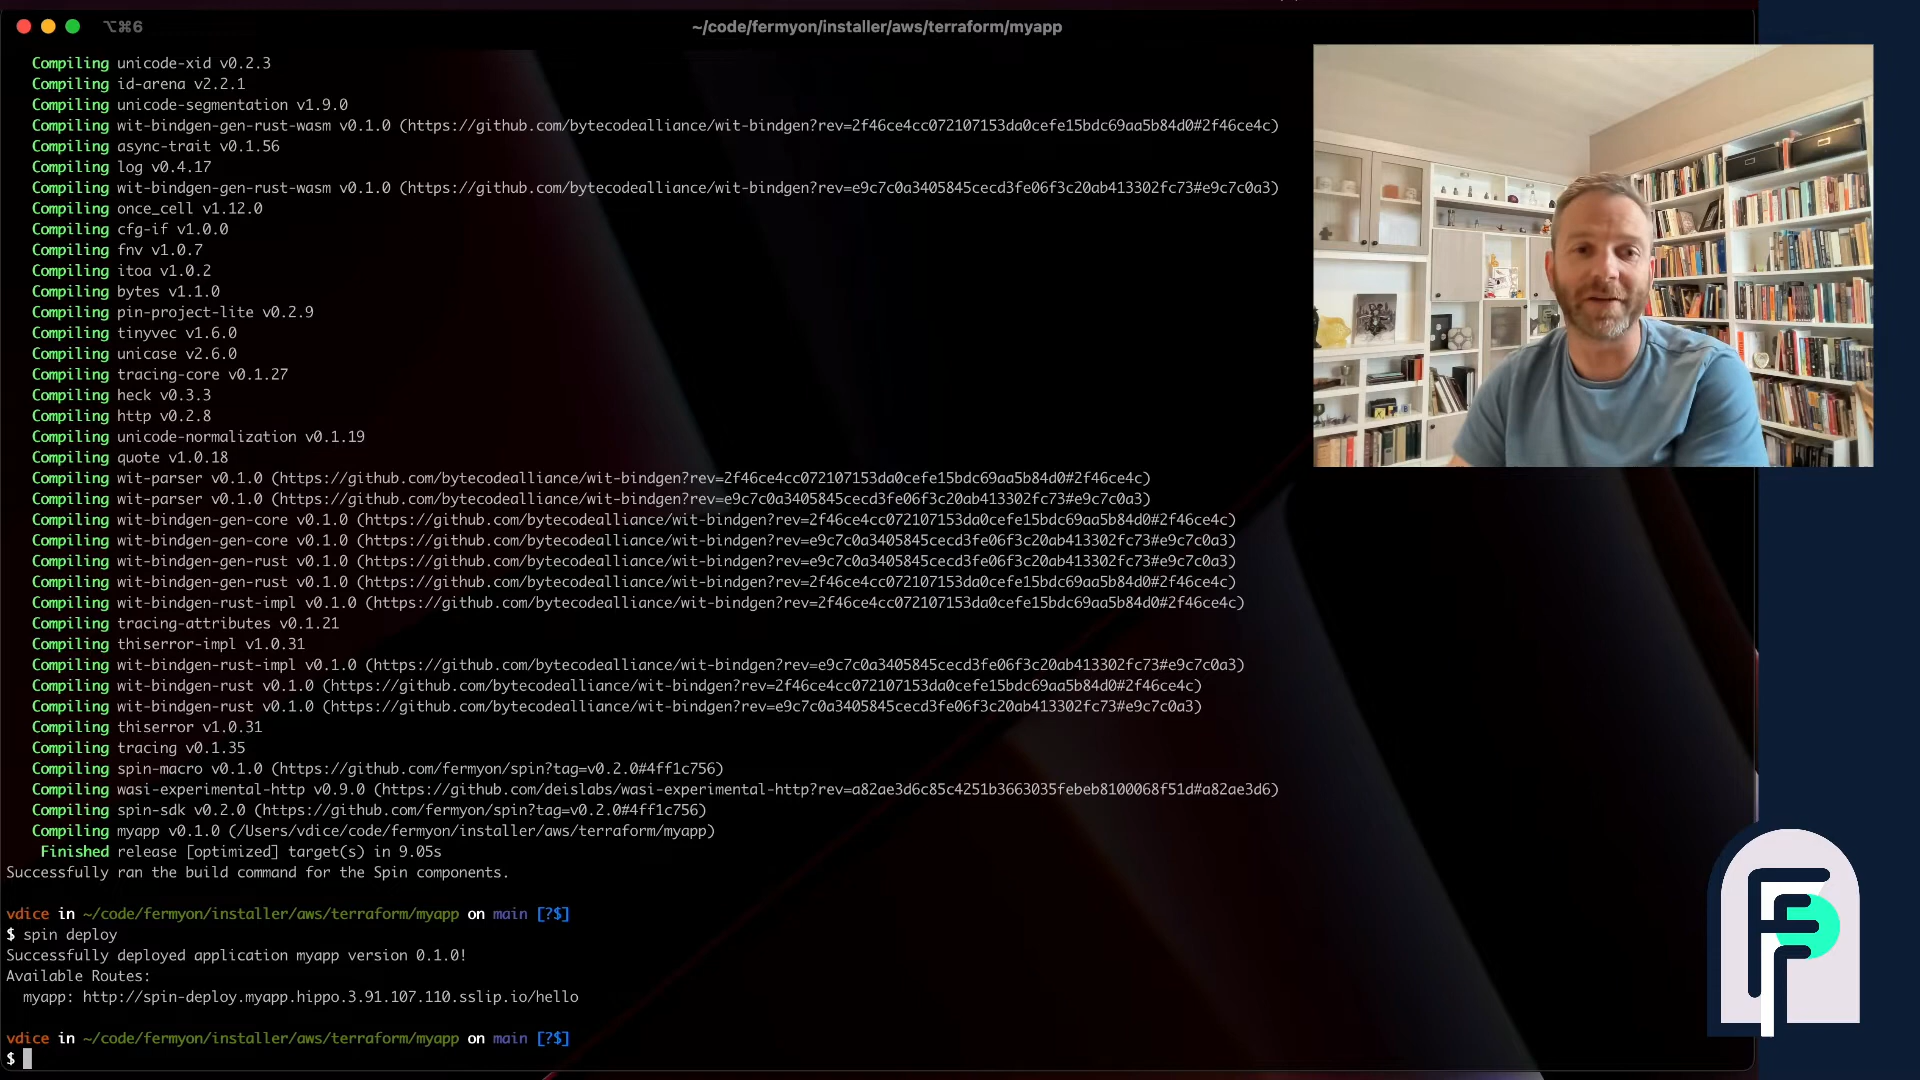 ⌥⌘6
~/code/fermyon/installer/aws/terraform/myapp
Compiling unicode-xid v0.2.3
Compiling id-arena v2.2.1
Compiling unicode-segmentation v1.9.0
Compiling wit-bindgen-gen-rust-wasm v0.1.0 (https://github.com/bytecodealliance/wit-bindgen?rev=2f46ce4cc072107153da0cefe15bdc69aa5b84d0#2f46ce4c)
Compiling async-trait v0.1.56
Compiling log v0.4.17
Compiling wit-bindgen-gen-rust-wasm v0.1.0 (https://github.com/bytecodealliance/wit-bindgen?rev=e9c7c0a3405845cecd3fe06f3c20ab413302fc73#e9c7c0a3)
Compiling once_cell v1.12.0
Compiling cfg-if v1.0.0
Compiling fnv v1.0.7
Compiling itoa v1.0.2
Compiling bytes v1.1.0
Compiling pin-project-lite v0.2.9
Compiling tinyvec v1.6.0
Compiling unicase v2.6.0
Compiling tracing-core v0.1.27
Compiling heck v0.3.3
Compiling http v0.2.8
Compiling unicode-normalization v0.1.19
Compiling quote v1.0.18
Compiling wit-parser v0.1.0 (https://github.com/bytecodealliance/wit-bindgen?rev=2f46ce4cc072107153da0cefe15bdc69aa5b84d0#2f46ce4c)
Compiling wit-parser v0.1.0 (https://github.com/bytecodealliance/wit-bindgen?rev=e9c7c0a3405845cecd3fe06f3c20ab413302fc73#e9c7c0a3)
Compiling wit-bindgen-gen-core v0.1.0 (https://github.com/bytecodealliance/wit-bindgen?rev=2f46ce4cc072107153da0cefe15bdc69aa5b84d0#2f46ce4c)
Compiling wit-bindgen-gen-core v0.1.0 (https://github.com/bytecodealliance/wit-bindgen?rev=e9c7c0a3405845cecd3fe06f3c20ab413302fc73#e9c7c0a3)
Compiling wit-bindgen-gen-rust v0.1.0 (https://github.com/bytecodealliance/wit-bindgen?rev=e9c7c0a3405845cecd3fe06f3c20ab413302fc73#e9c7c0a3)
Compiling wit-bindgen-gen-rust v0.1.0 (https://github.com/bytecodealliance/wit-bindgen?rev=2f46ce4cc072107153da0cefe15bdc69aa5b84d0#2f46ce4c)
Compiling wit-bindgen-rust-impl v0.1.0 (https://github.com/bytecodealliance/wit-bindgen?rev=2f46ce4cc072107153da0cefe15bdc69aa5b84d0#2f46ce4c)
Compiling tracing-attributes v0.1.21
Compiling thiserror-impl v1.0.31
Compiling wit-bindgen-rust-impl v0.1.0 (https://github.com/bytecodealliance/wit-bindgen?rev=e9c7c0a3405845cecd3fe06f3c20ab413302fc73#e9c7c0a3)
Compiling wit-bindgen-rust v0.1.0 (https://github.com/bytecodealliance/wit-bindgen?rev=2f46ce4cc072107153da0cefe15bdc69aa5b84d0#2f46ce4c)
Compiling wit-bindgen-rust v0.1.0 (https://github.com/bytecodealliance/wit-bindgen?rev=e9c7c0a3405845cecd3fe06f3c20ab413302fc73#e9c7c0a3)
Compiling thiserror v1.0.31
Compiling tracing v0.1.35
Compiling spin-macro v0.1.0 (https://github.com/fermyon/spin?tag=v0.2.0#4ff1c756)
Compiling wasi-experimental-http v0.9.0 (https://github.com/deislabs/wasi-experimental-http?rev=a82ae3d6c85c4251b3663035febeb8100068f51d#a82ae3d6)
Compiling spin-sdk v0.2.0 (https://github.com/fermyon/spin?tag=v0.2.0#4ff1c756)
Compiling myapp v0.1.0 (/Users/vdice/code/fermyon/installer/aws/terraform/myapp)
Finished release [optimized] target(s) in 9.05s
Successfully ran the build command for the Spin components.
vdice in ~/code/fermyon/installer/aws/terraform/myapp on main [?$]
$ spin deploy
Successfully deployed application myapp version 0.1.0!
Available Routes:
myapp: http://spin-deploy.myapp.hippo.3.91.107.110.sslip.io/hello
vdice in ~/code/fermyon/installer/aws/terraform/myapp on main [?$]
$